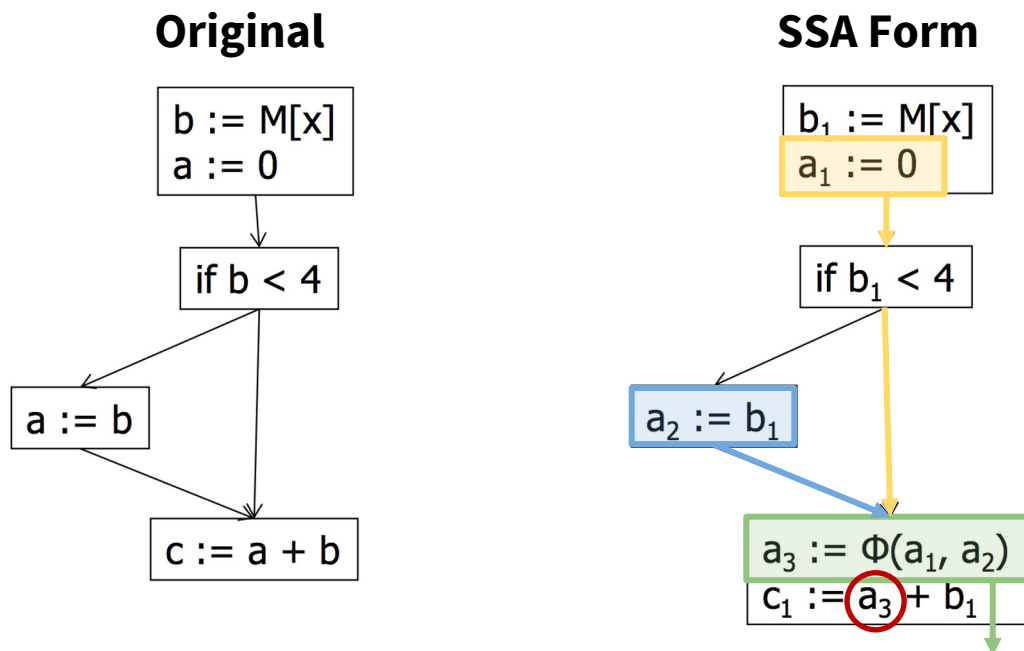 Original
b := M[x]
a := 0
if b < 4
a := b
c := a + b
SSA Form
b₁ := M[x]
a₁ := 0
if b₁ < 4
a₂ := b₁
a₃ := Φ(a₁, a₂)
c₁ := a₃ + b₁